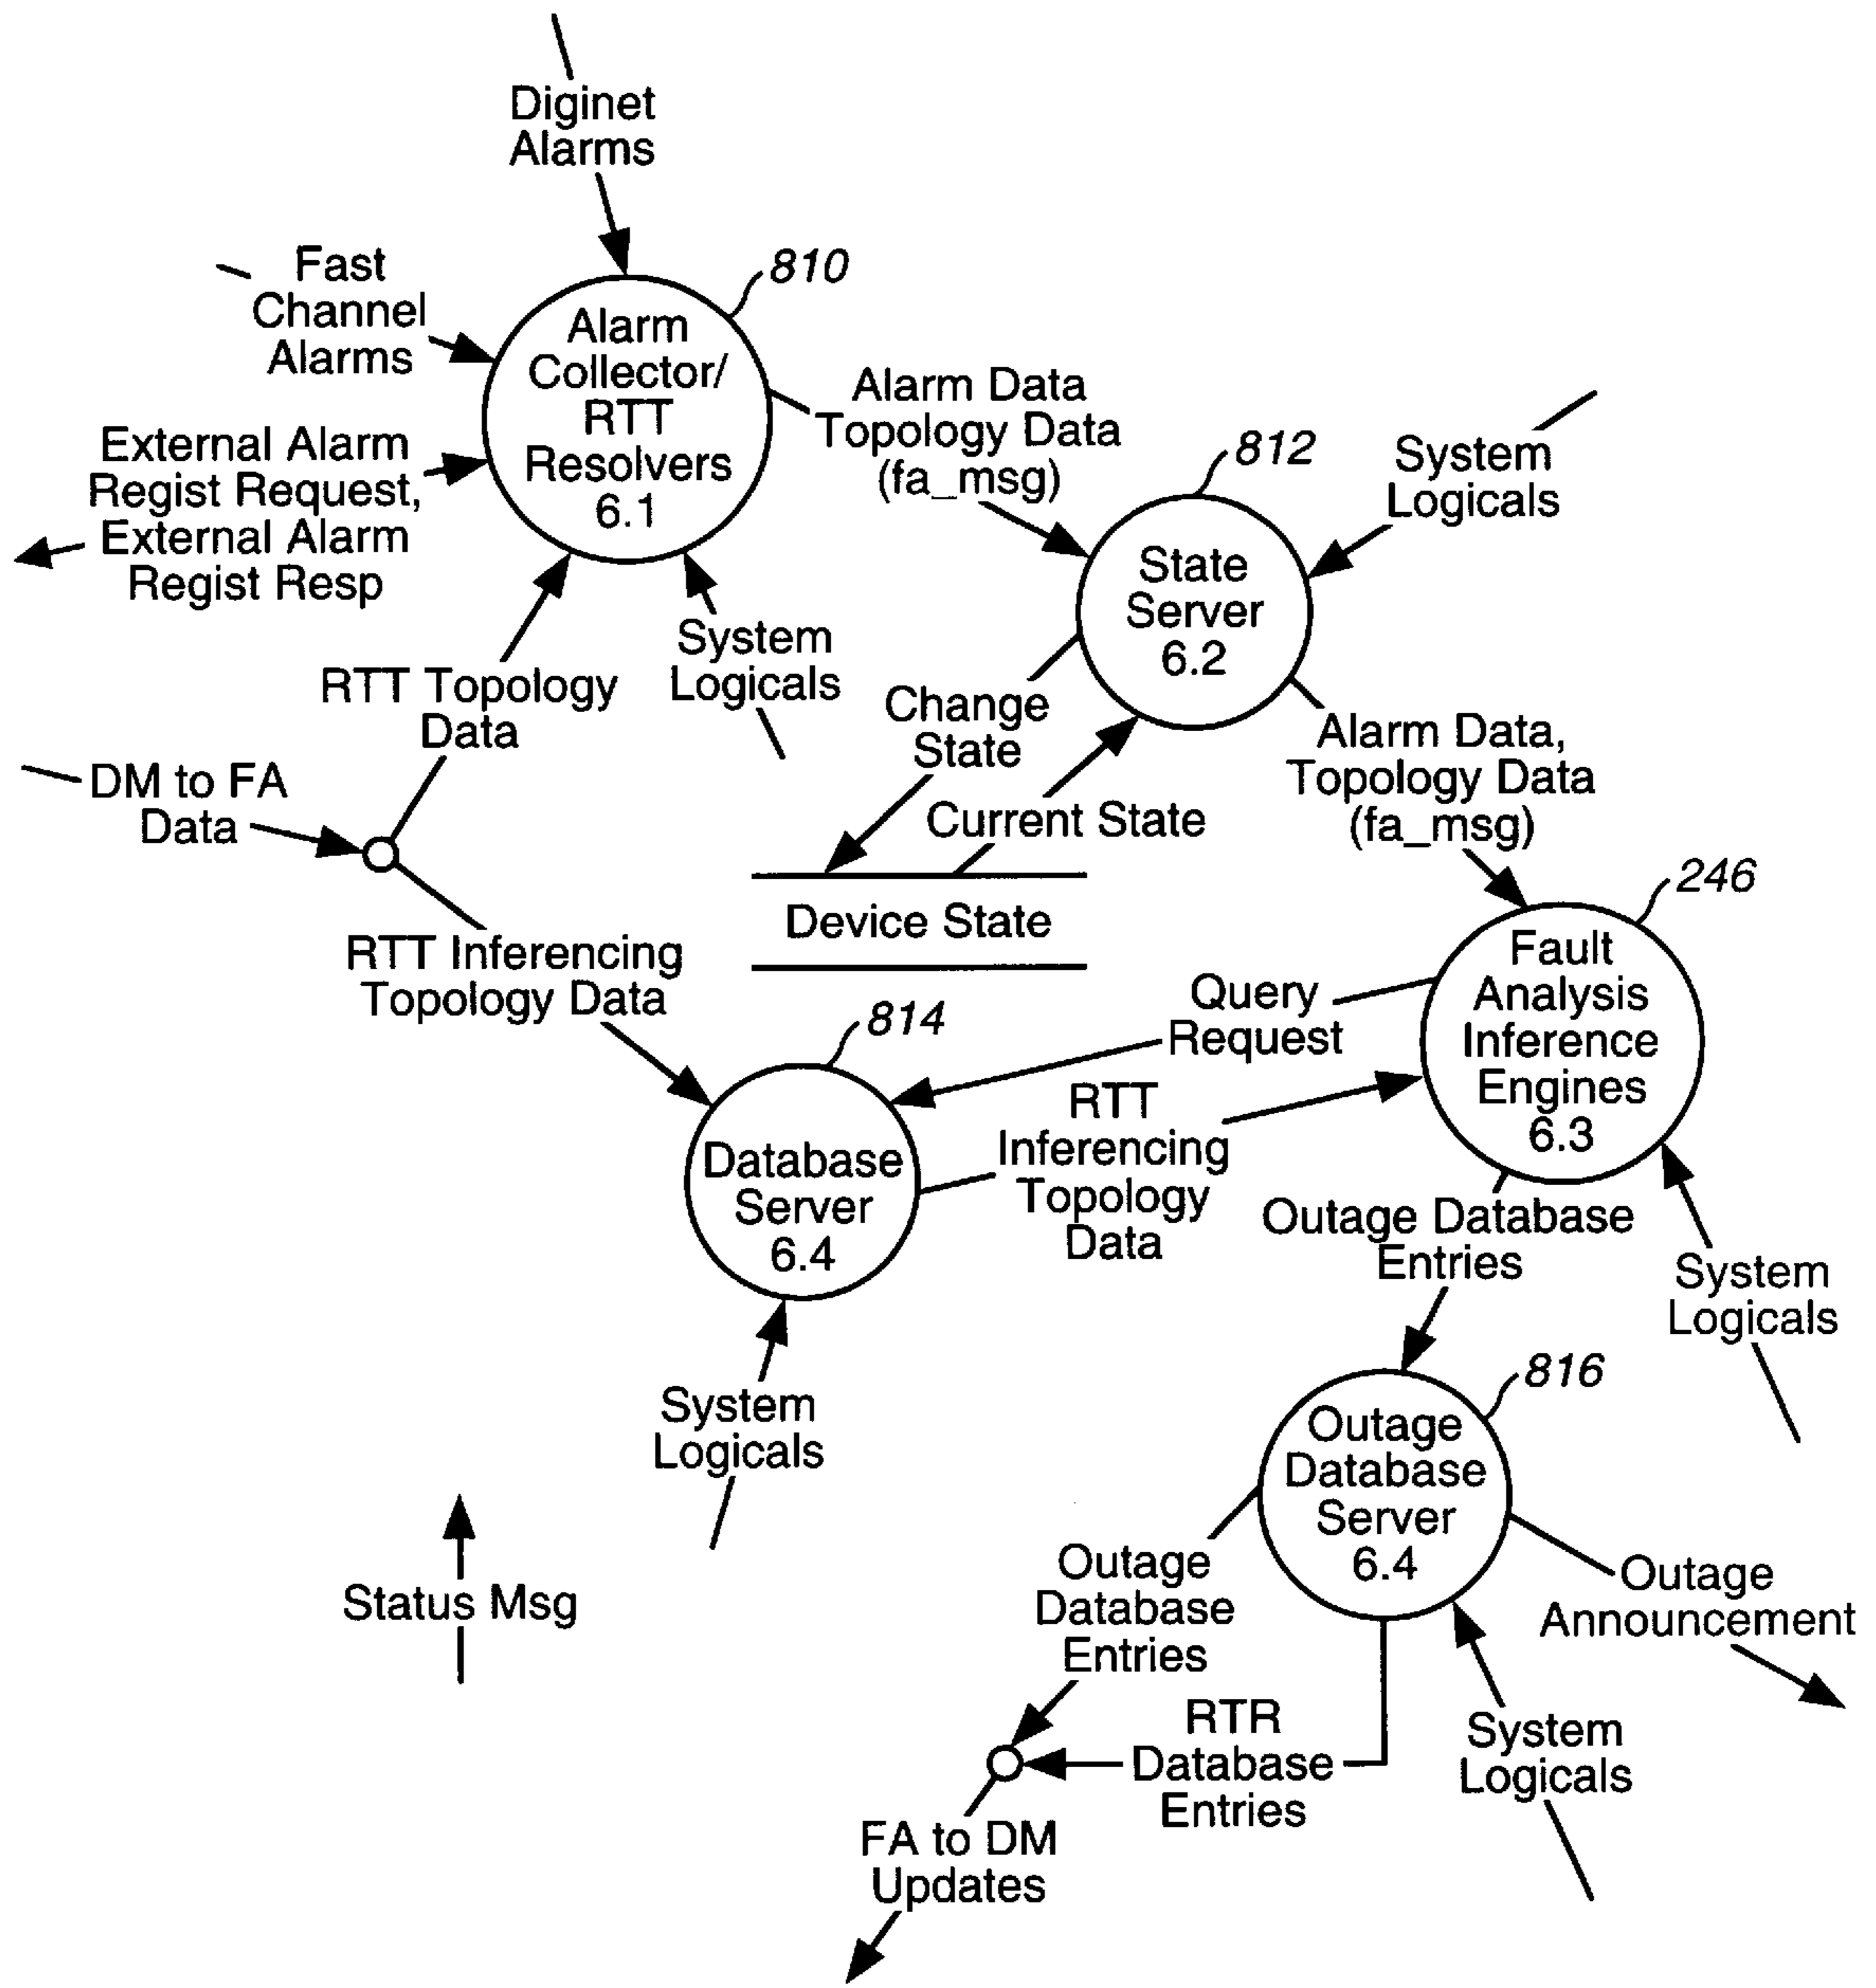 Diginet
Alarms
Fast
Channel
Alarms
810
Alarm
Collector/
RTT
Resolvers
6.1
External Alarm
Regist Request,
External Alarm
Regist Resp
Alarm Data
Topology Data
(fa_msg)
812
System
Logicals
State
Server
6.2
System
Logicals
RTT Topology
Data
DM to FA
Data
Change
State
Current State
Alarm Data,
Topology Data
(fa_msg)
Device State
246
Fault
Analysis
Inference
Engines
6.3
RTT Inferencing
Topology Data
Query
Request
814
Database
Server
6.4
RTT
Inferencing
Topology
Data
Outage Database
Entries
System
Logicals
System
Logicals
816
Outage
Database
Server
6.4
Status Msg
Outage
Database
Entries
Outage
Announcement
RTR
Database
Entries
System
Logicals
FA to DM
Updates